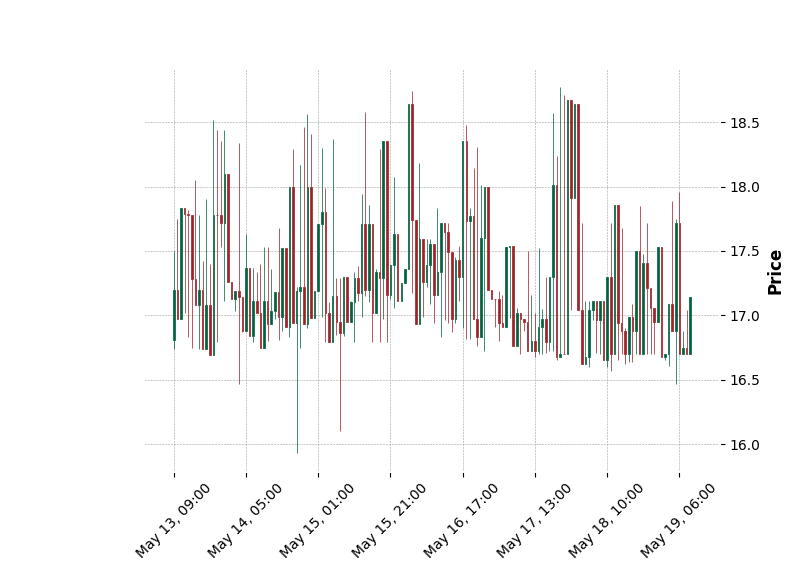 18.5
18.0
17.5
17.0
16.5
16.0
Price
May 13, 09:00
May 14, 05:00
May 15, 01:00
May 15, 21:00
May 16, 17:00
May 17, 13:00
May 18, 10:00
May 19, 06:00